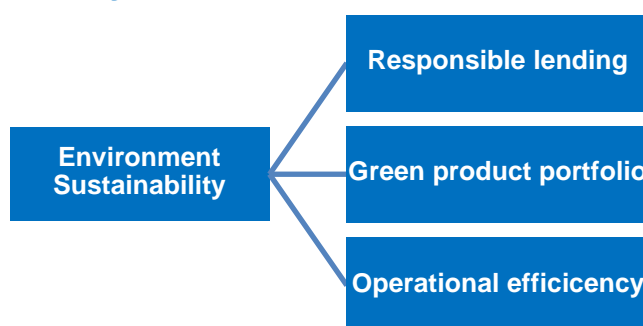 Responsible lending
Environment
Sustainability
Green product portfolio
Operational efficicency